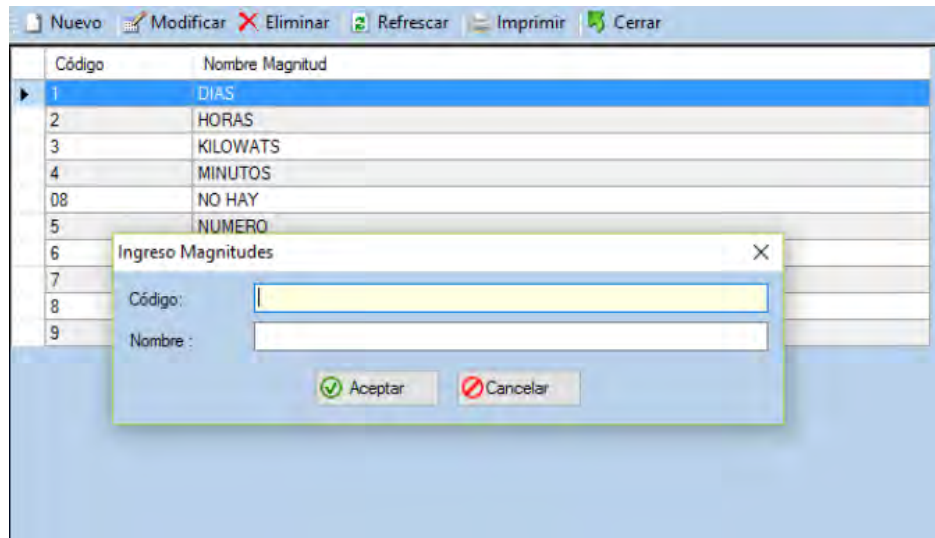 Nuevo Modificar Eliminar Refrescar Imprimir Cerrar
Código Nombre Magnitud
1 DIAS
2 HORAS
3 KILOWATS
4 MINUTOS
08 NO HAY
5 NUMERO
6
7
8
9
Ingreso Magnitudes
Código:
Nombre :
Aceptar Cancelar